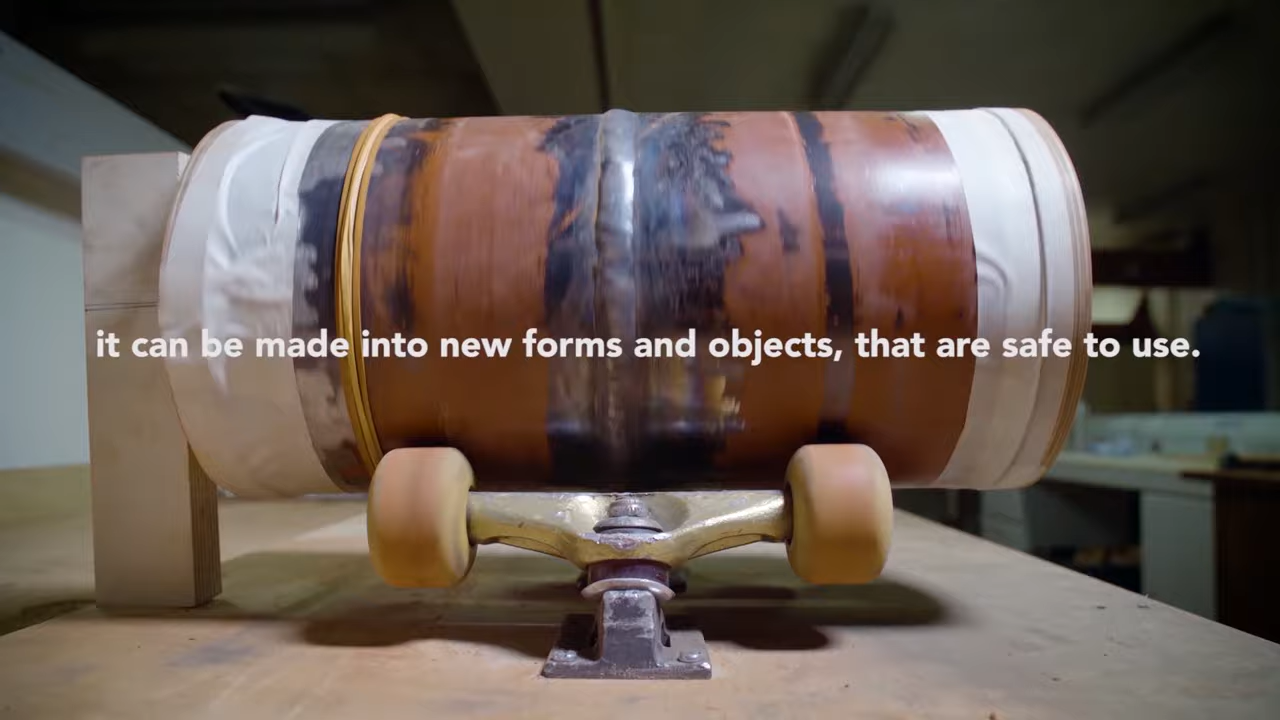 it can be made into new forms and objects, that are safe to use.